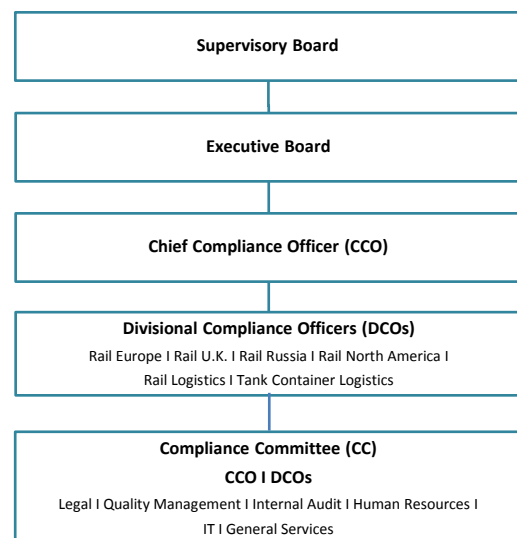 Supervisory Board
Executive Board
Chief Compliance Officer (CCO)
Divisional Compliance Officers (DCOs)
Rail Europe I Rail U.K. I Rail Russia I Rail North America I
Rail Logistics I Tank Container Logistics
Compliance Committee (CC)
CCO I DCOs
Legal I Quality Management I Internal Audit I Human Resources I
IT I General Services